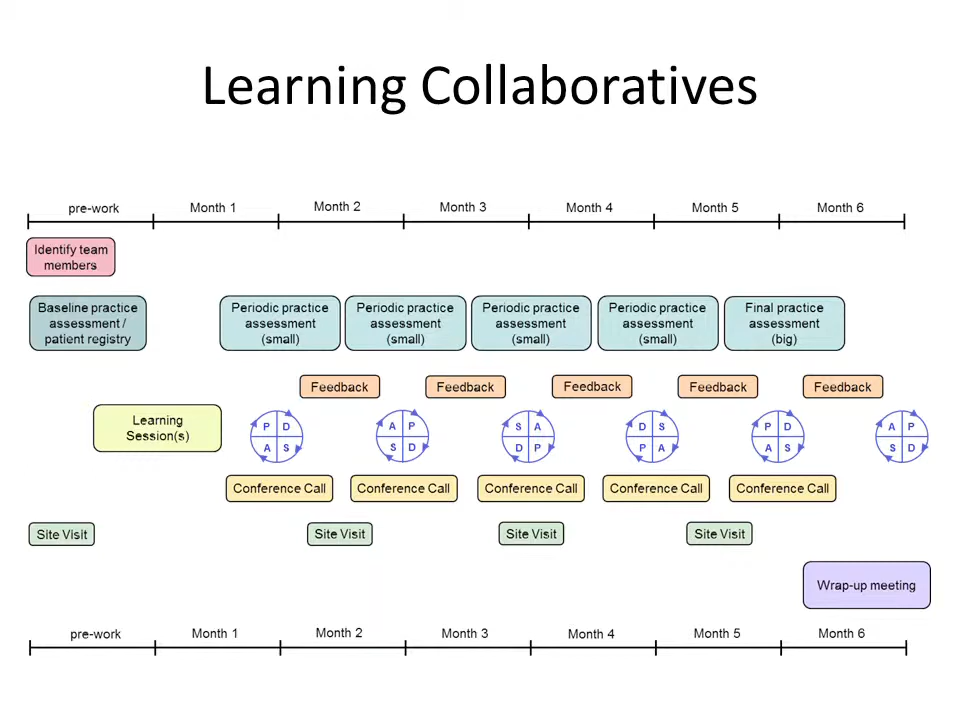 Learning Collaboratives
pre-work Month 1 Month 2 Month 3 Month 4 Month 5 Month 6
Identify team
members
Baseline practice
assessment /
patient registry
Periodic practice
assessment
(small)
Periodic practice
assessment
(small)
Periodic practice
assessment
(small)
Periodic practice
assessment
(small)
Final practice
assessment
(big)
Feedback Feedback Feedback Feedback Feedback
Learning
Session(s)
P D
A S
A P
S D
S A
D P
D S
P A
P D
A S
A P
S D
Conference Call Conference Call Conference Call Conference Call Conference Call
Site Visit Site Visit Site Visit Site Visit
Wrap-up meeting
pre-work Month 1 Month 2 Month 3 Month 4 Month 5 Month 6